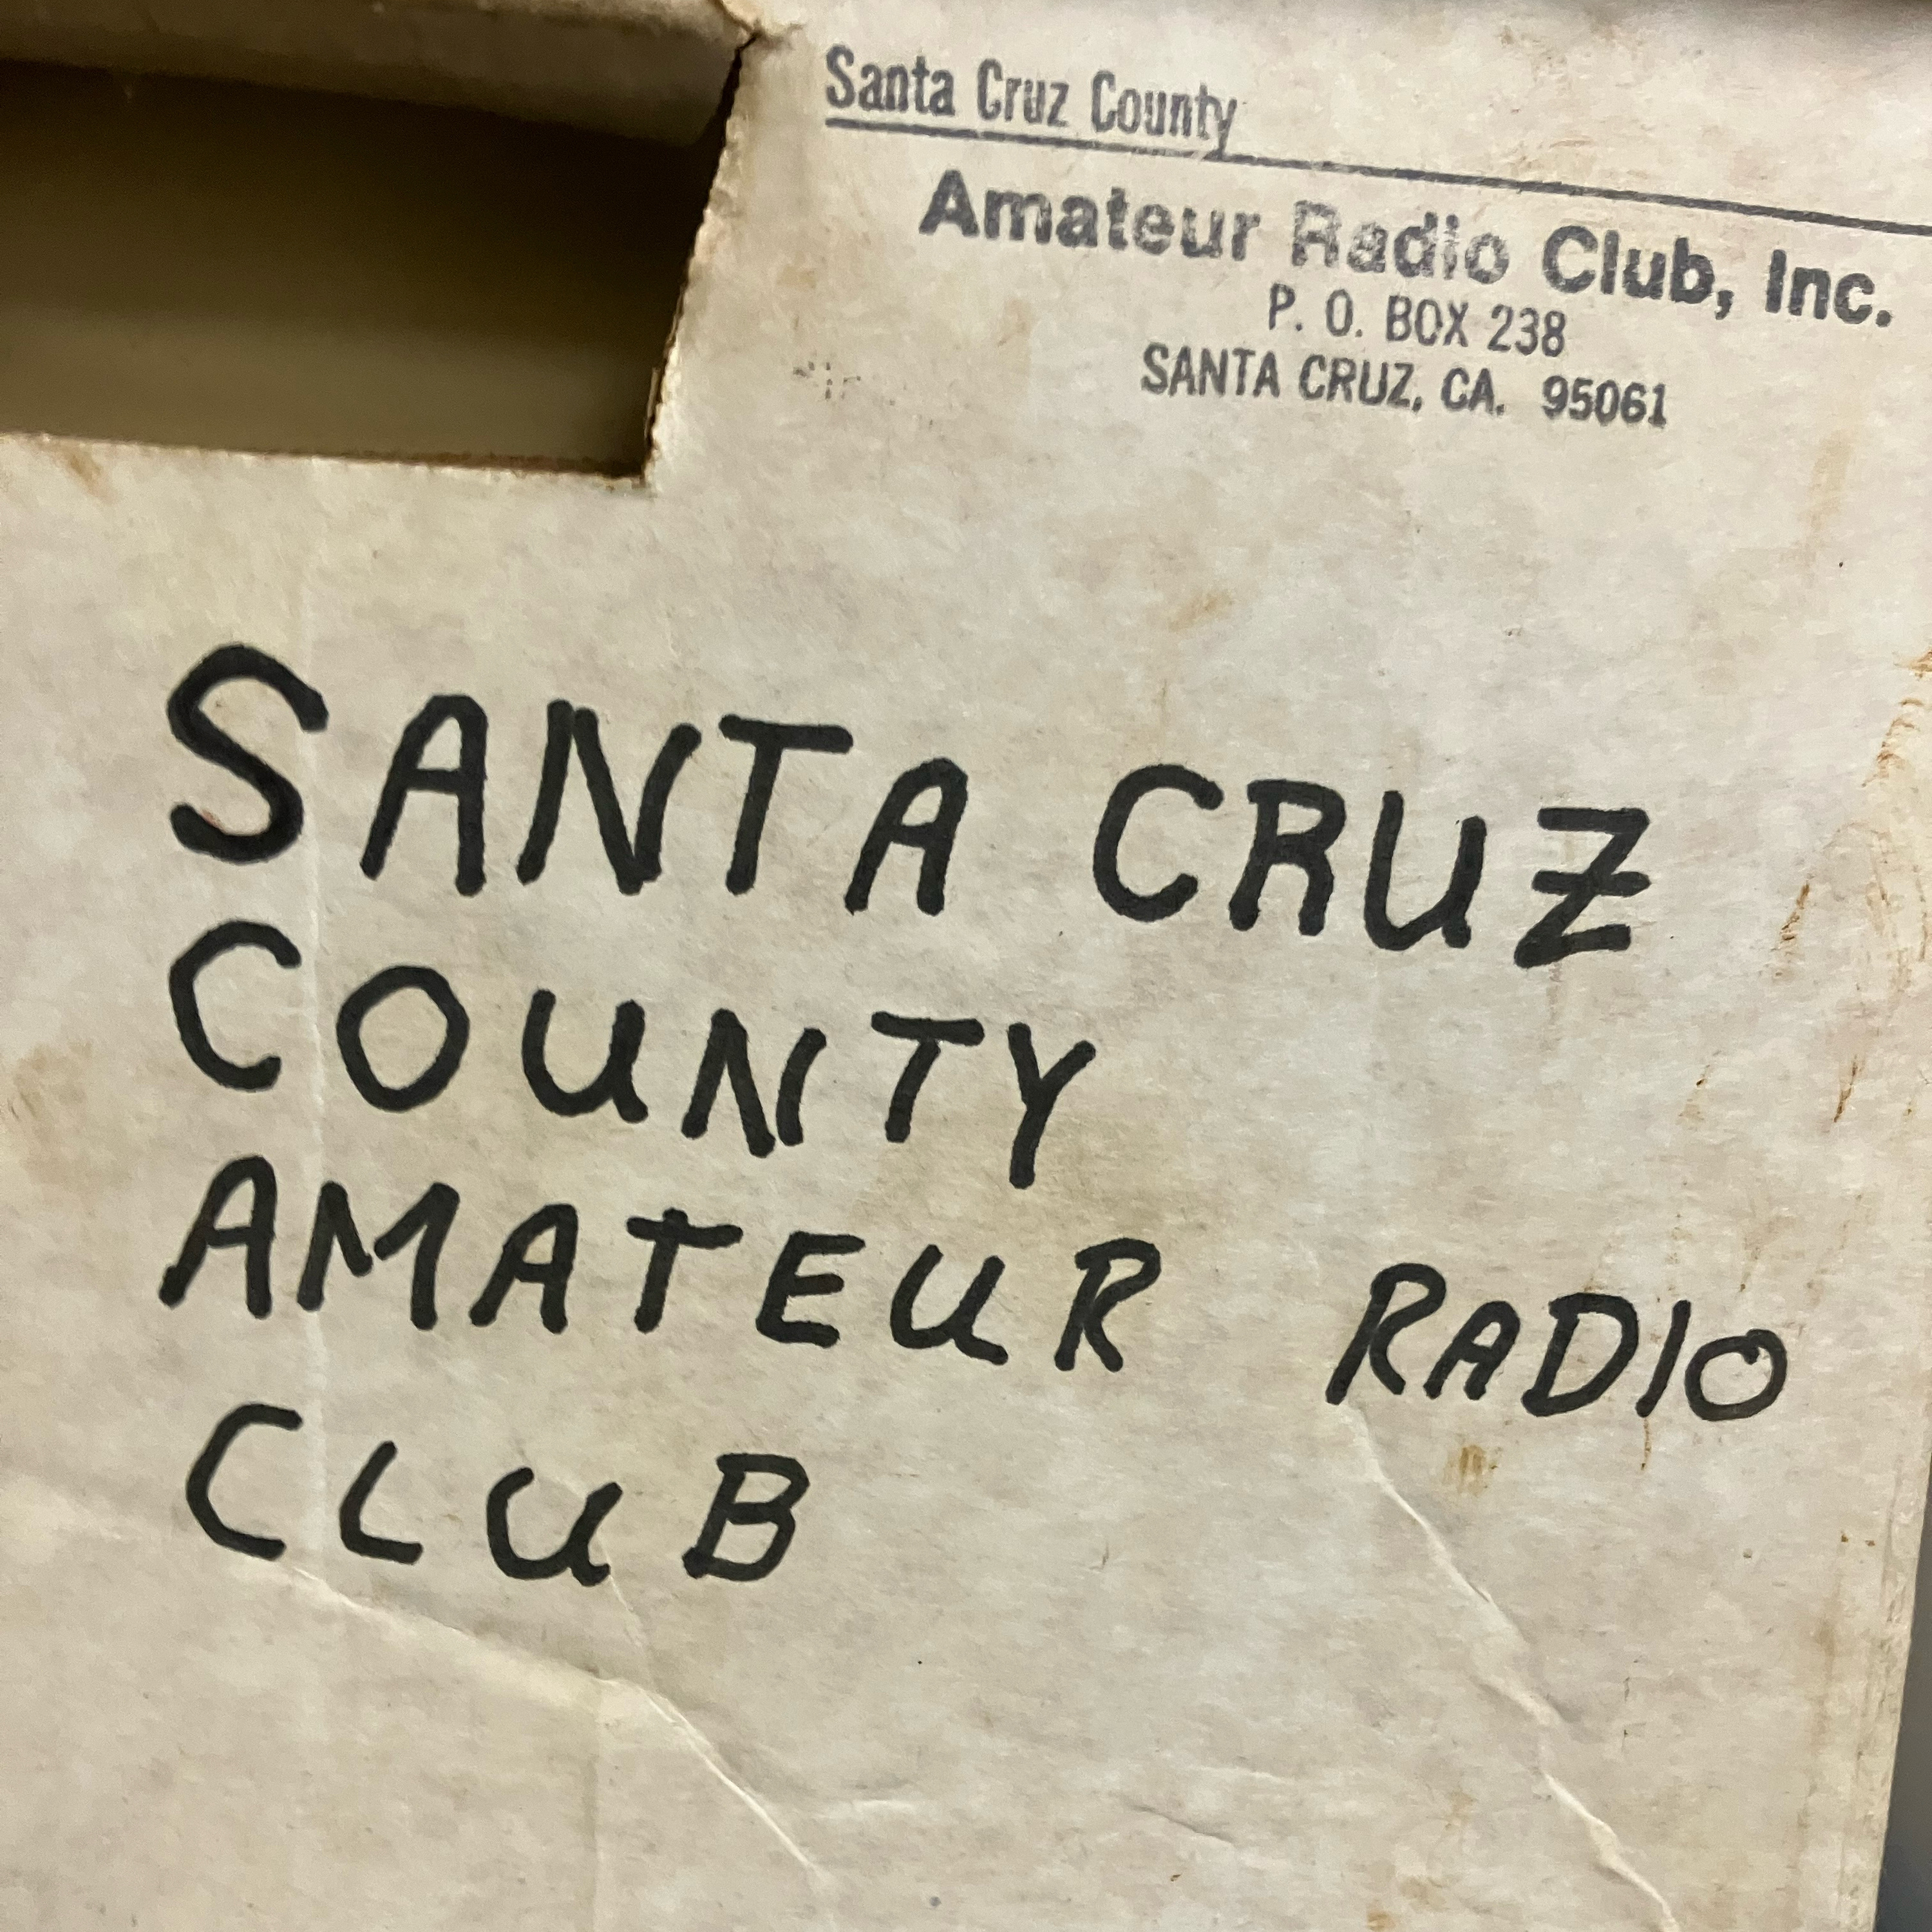 Santa Cruz County
Amateur Radio Club, Inc.
P. O. BOX 238
SANTA CRUZ, CA. 95061
SANTA CRUZ
COUNTY
AMATEUR RADIO
CLUB